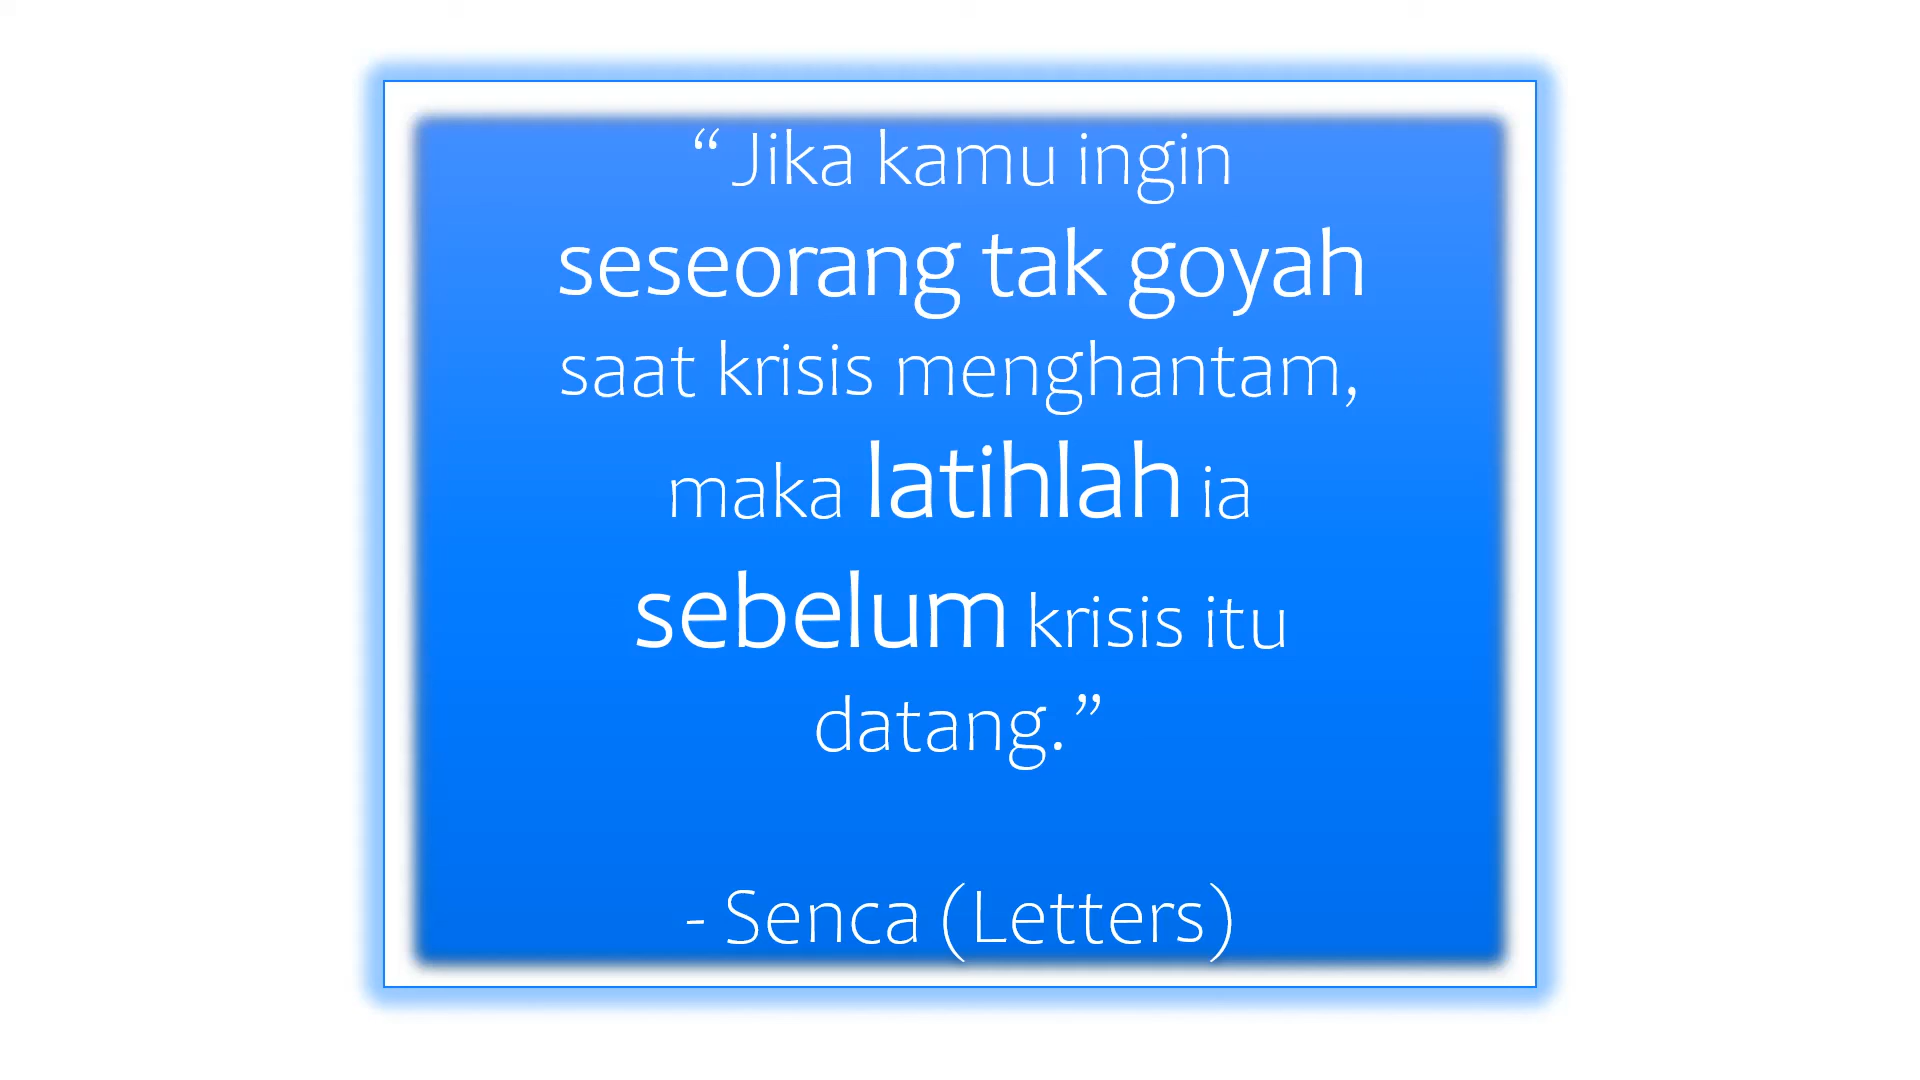 “ Jika kamu ingin
seseorang tak goyah
saat krisis menghantam,
maka latihlah ia
sebelum krisis itu
datang.”
- Senca (Letters)